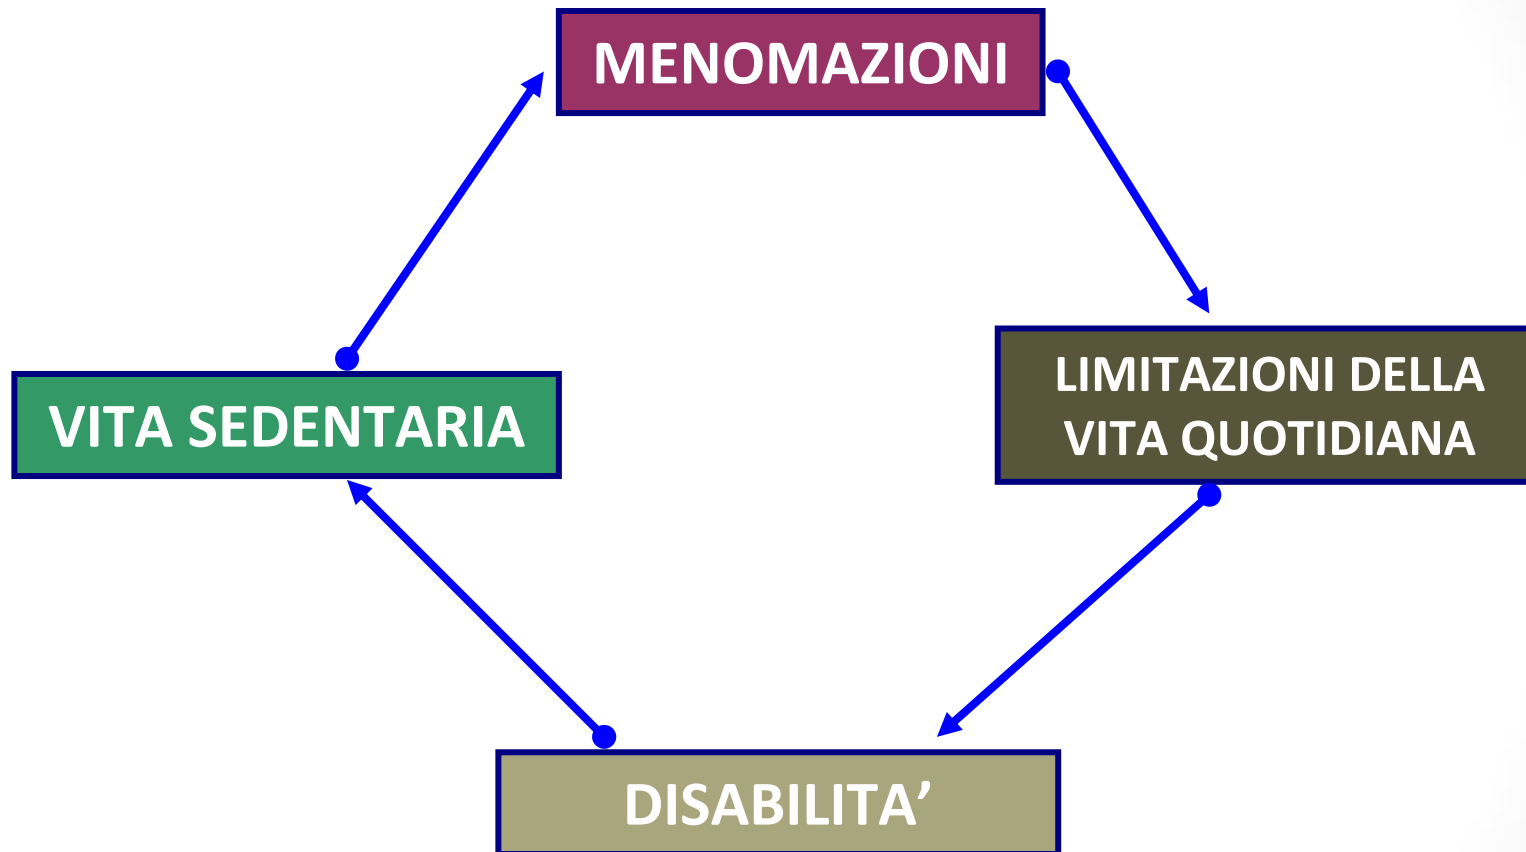 MENOMAZIONI
LIMITAZIONI DELLA
VITA QUOTIDIANA
VITA SEDENTARIA
DISABILITA’